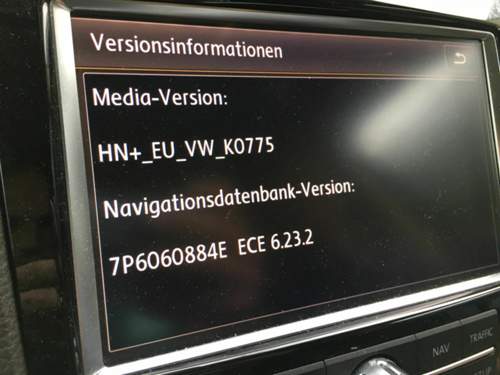 Versionsinformationen
Media-Version:
HN+_EU_VW_K0775
Navigationsdatenbank-Version:
7P6060884E ECE 6.23.2
NAV
TRAFFIC